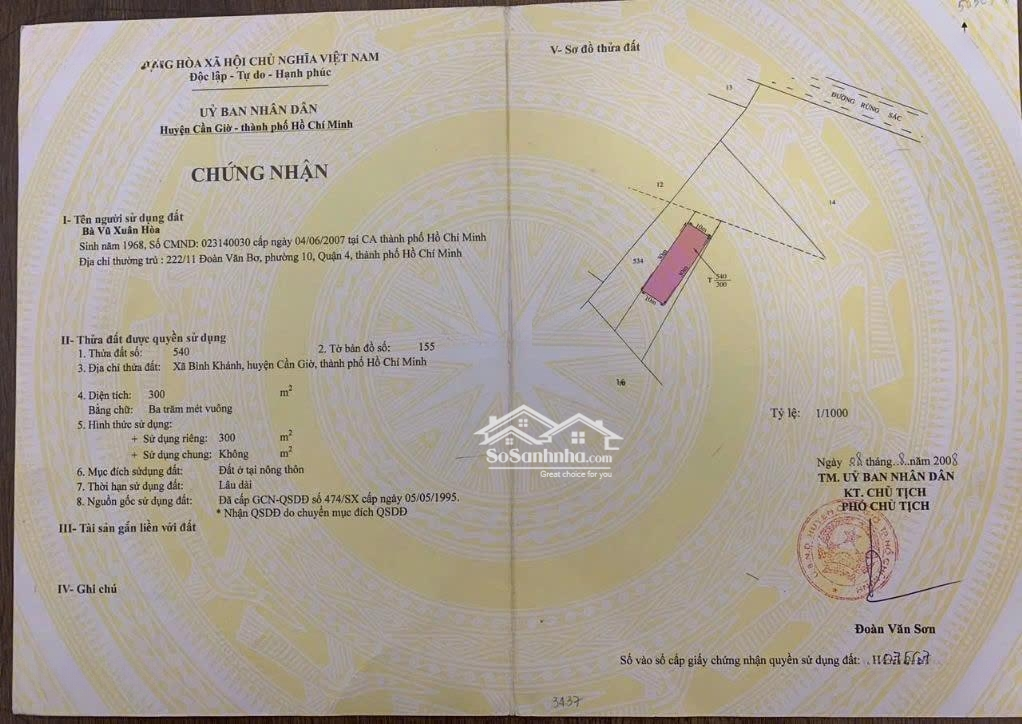 HÒA XÃ HỘI CHỦ NGHĨA VIỆT NAM
Độc lập - Tự do - Hạnh phúc
UỶ BAN NHÂN DÂN
Huyện Cần Giờ - thành phố Hồ Chí Minh
CHỨNG NHẬN
I- Tên người sử dụng đất
Bà Vũ Xuân Hòa
Sinh năm 1968, Số CMND: 023140030 cấp ngày 04/06/2007 tại CA thành phố Hồ Chí Minh
Địa chỉ thường trú : 222/11 Đoàn Văn Bơ, phường 10, Quận 4, thành phố Hồ Chí Minh
II- Thửa đất được quyền sử dụng
1. Thửa đất số: 540 2. Tờ bản đồ số: 155
3. Địa chỉ thửa đất: Xã Bình Khánh, huyện Cần Giờ, thành phố Hồ Chí Minh
4. Diện tích: 300 m²
Bằng chữ: Ba trăm mét vuông
5. Hình thức sử dụng:
+ Sử dụng riêng: 300 m²
+ Sử dụng chung: Không m²
6. Mục đích sửdụng đất: Đất ở tại nông thôn
7. Thời hạn sử dụng đất: Lâu dài
8. Nguồn gốc sử dụng đất: Đã cấp GCN-QSDĐ số 474/SX cấp ngày 05/05/1995.
* Nhận QSDĐ do chuyển mục đích QSDĐ
III- Tài sản gắn liền với đất
IV- Ghi chú
V- Sơ đồ thửa đất
13
ĐƯỜNG RỪNG SÁC
12
14
10m
534
30m
30m
T 540
300
10m
16
Tỷ lệ: 1/1000
SoSanhnha.com
Great choice for you
Ngày 08 tháng 8 năm 2008
TM. UỶ BAN NHÂN DÂN
KT. CHỦ TỊCH
PHÓ CHỦ TỊCH
Đoàn Văn Sơn
Số vào sổ cấp giấy chứng nhận quyền sử dụng đất:
3437